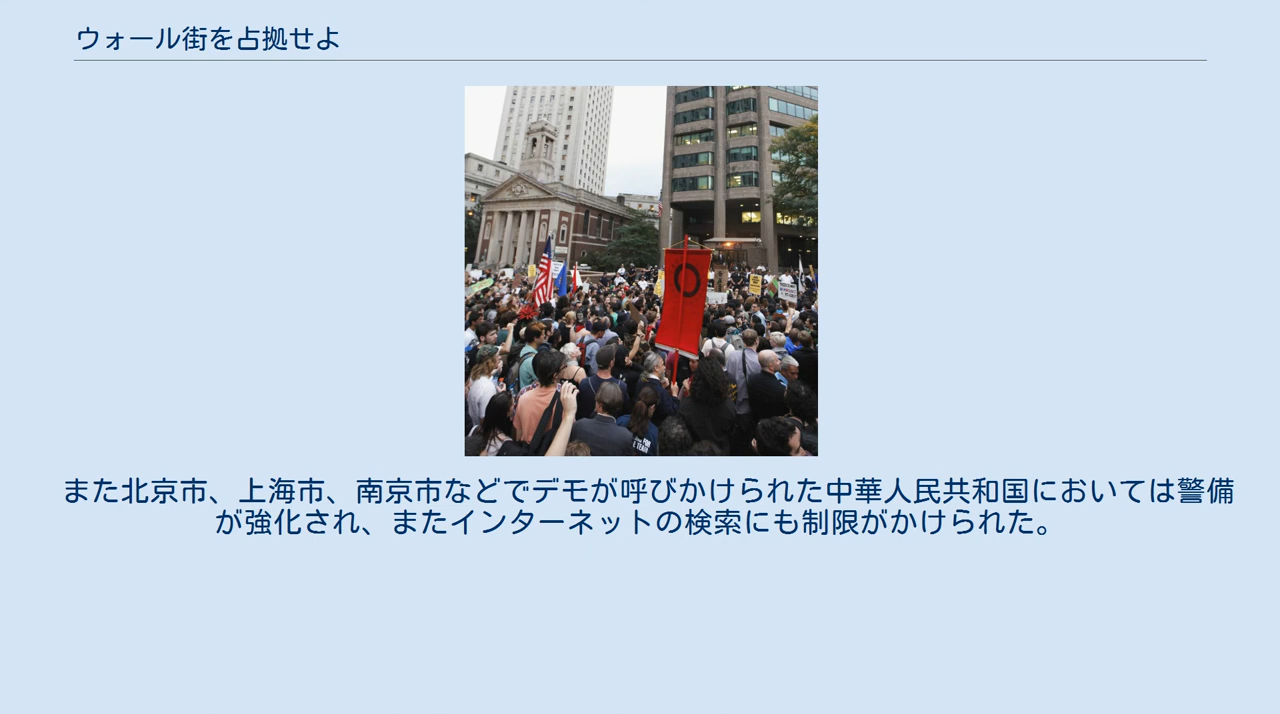 ウォール街を占拠せよ
また北京市、上海市、南京市などでデモが呼びかけられた中華人民共和国においては警備
が強化され、またインターネットの検索にも制限がかけられた。